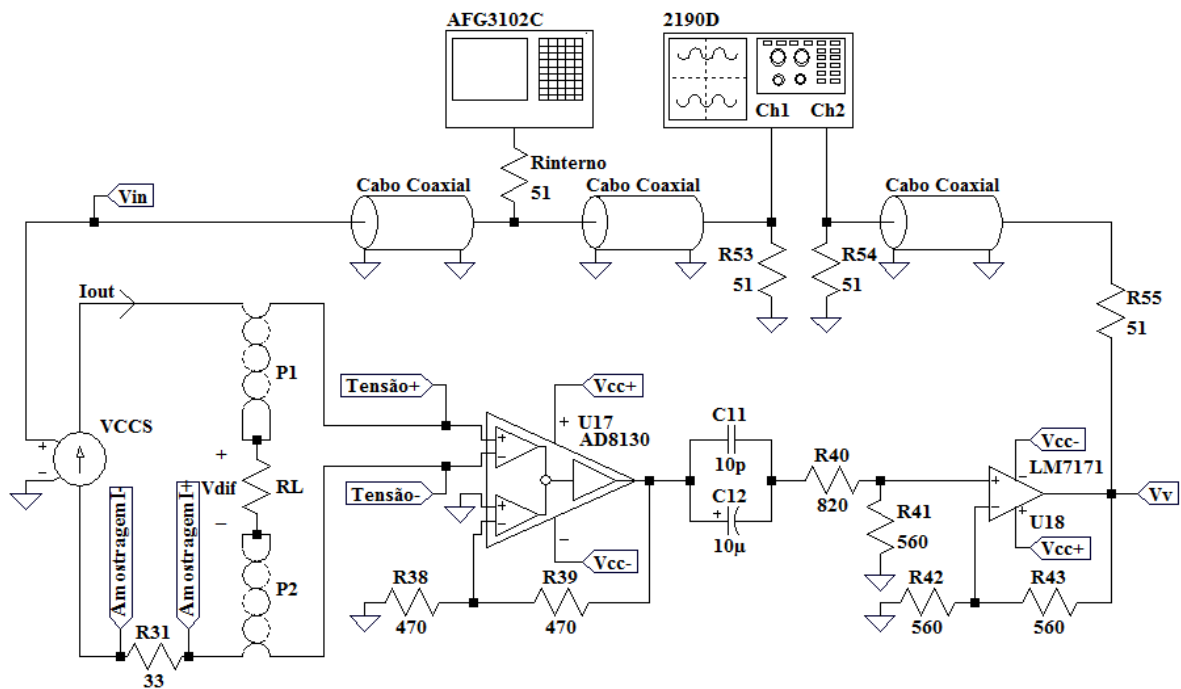 AFG3102C
2190D
Ch1
Ch2
Rinterno
51
Cabo Coaxial
Cabo Coaxial
Cabo Coaxial
Vin
R53
51
R54
51
R55
51
Iout
P1
Tensão+
Vcc+
+
U17
AD8130
C11
10p
Vcc-
VCCS
+
-
+
Vdif
RL
−
Tensão-
+
-
+
-
C12
+
10µ
R40
820
+
-
-
LM7171
Vv
+
U18
R41
560
Vcc+
−
Vcc-
AmostragemI-
AmostragemI+
P2
R38
470
R39
470
R42
560
R43
560
R31
33